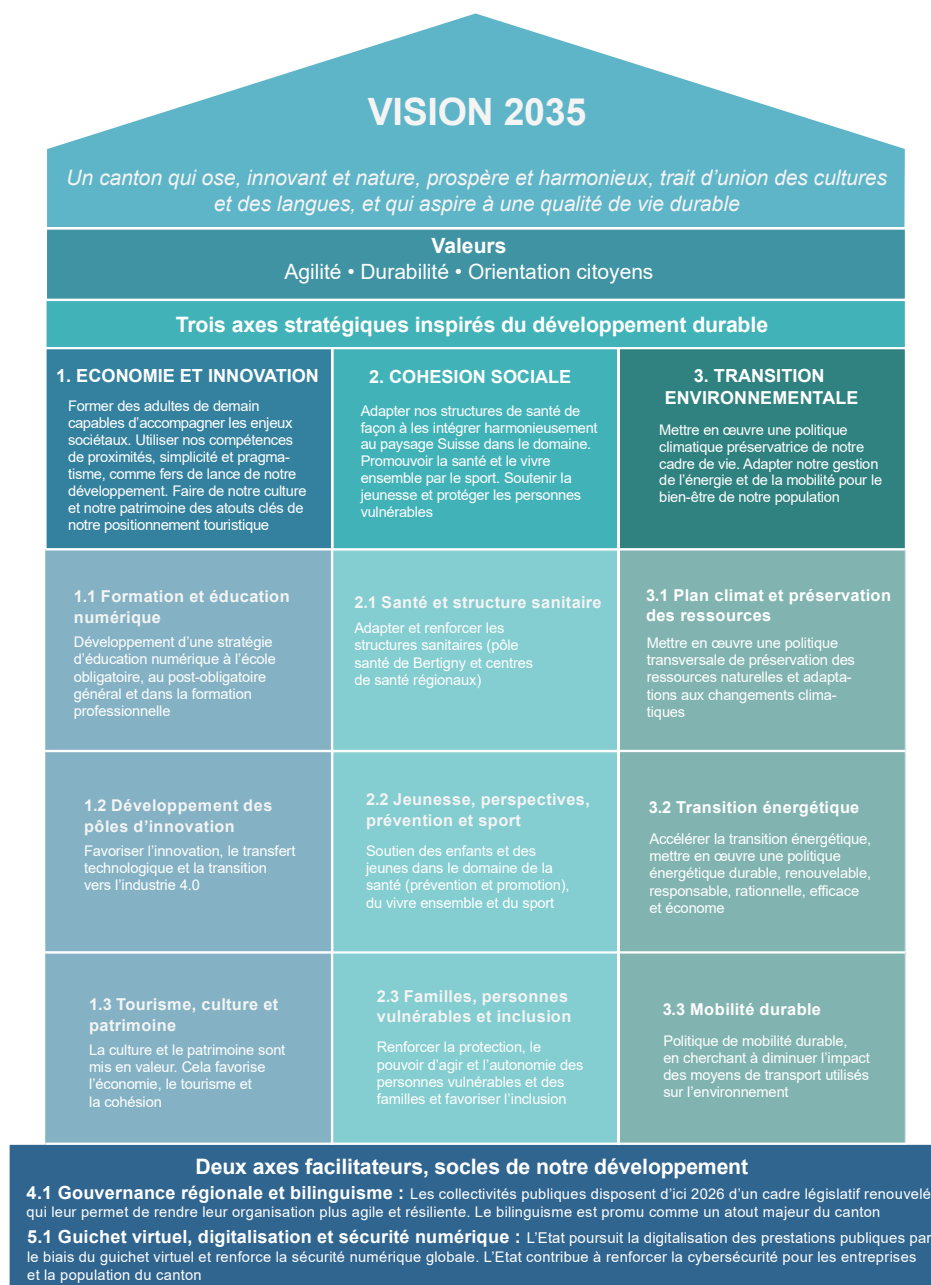 VISION 2035
Un canton qui ose, innovant et nature, prospère et harmonieux, trait d’union des cultures
et des langues, et qui aspire à une qualité de vie durable
Valeurs
Agilité • Durabilité • Orientation citoyens
Trois axes stratégiques inspirés du développement durable
1. ECONOMIE ET INNOVATION
Former des adultes de demain
capables d’accompagner les enjeux
sociétaux. Utiliser nos compétences
de proximités, simplicité et pragma-
tisme, comme fers de lance de notre
développement. Faire de notre culture
et notre patrimoine des atouts clés de
notre positionnement touristique
2. COHESION SOCIALE
Adapter nos structures de santé de
façon à les intégrer harmonieusement
au paysage Suisse dans le domaine.
Promouvoir la santé et le vivre
ensemble par le sport. Soutenir la
jeunesse et protéger les personnes
vulnérables
3. TRANSITION
ENVIRONNEMENTALE
Mettre en œuvre une politique
climatique préservatrice de notre
cadre de vie. Adapter notre gestion
de l’énergie et de la mobilité pour le
bien-être de notre population
1.1 Formation et éducation
numérique
Développement d’une stratégie
d’éducation numérique à l’école
obligatoire, au post-obligatoire
général et dans la formation
professionnelle
2.1 Santé et structure sanitaire
Adapter et renforcer les
structures sanitaires (pôle
santé de Bertigny et centres
de santé régionaux)
3.1 Plan climat et préservation
des ressources
Mettre en œuvre une politique
transversale de préservation des
ressources naturelles et adapta-
tions aux changements clima-
tiques
1.2 Développement des
pôles d’innovation
Favoriser l’innovation, le transfert
technologique et la transition
vers l’industrie 4.0
2.2 Jeunesse, perspectives,
prévention et sport
Soutien des enfants et des
jeunes dans le domaine de la
santé (prévention et promotion),
du vivre ensemble et du sport
3.2 Transition énergétique
Accélérer la transition énergétique,
mettre en œuvre une politique
énergétique durable, renouvelable,
responsable, rationnelle, efficace
et économe
1.3 Tourisme, culture et
patrimoine
La culture et le patrimoine sont
mis en valeur. Cela favorise
l’économie, le tourisme et
la cohésion
2.3 Familles, personnes
vulnérables et inclusion
Renforcer la protection, le
pouvoir d’agir et l’autonomie des
personnes vulnérables et des
familles et favoriser l’inclusion
3.3 Mobilité durable
Politique de mobilité durable,
en cherchant à diminuer l’impact
des moyens de transport utilisés
sur l’environnement
Deux axes facilitateurs, socles de notre développement
4.1 Gouvernance régionale et bilinguisme : Les collectivités publiques disposent d’ici 2026 d’un cadre législatif renouvelé
qui leur permet de rendre leur organisation plus agile et résiliente. Le bilinguisme est promu comme un atout majeur du canton
5.1 Guichet virtuel, digitalisation et sécurité numérique : L’Etat poursuit la digitalisation des prestations publiques par
le biais du guichet virtuel et renforce la sécurité numérique globale. L’Etat contribue à renforcer la cybersécurité pour les entreprises
et la population du canton